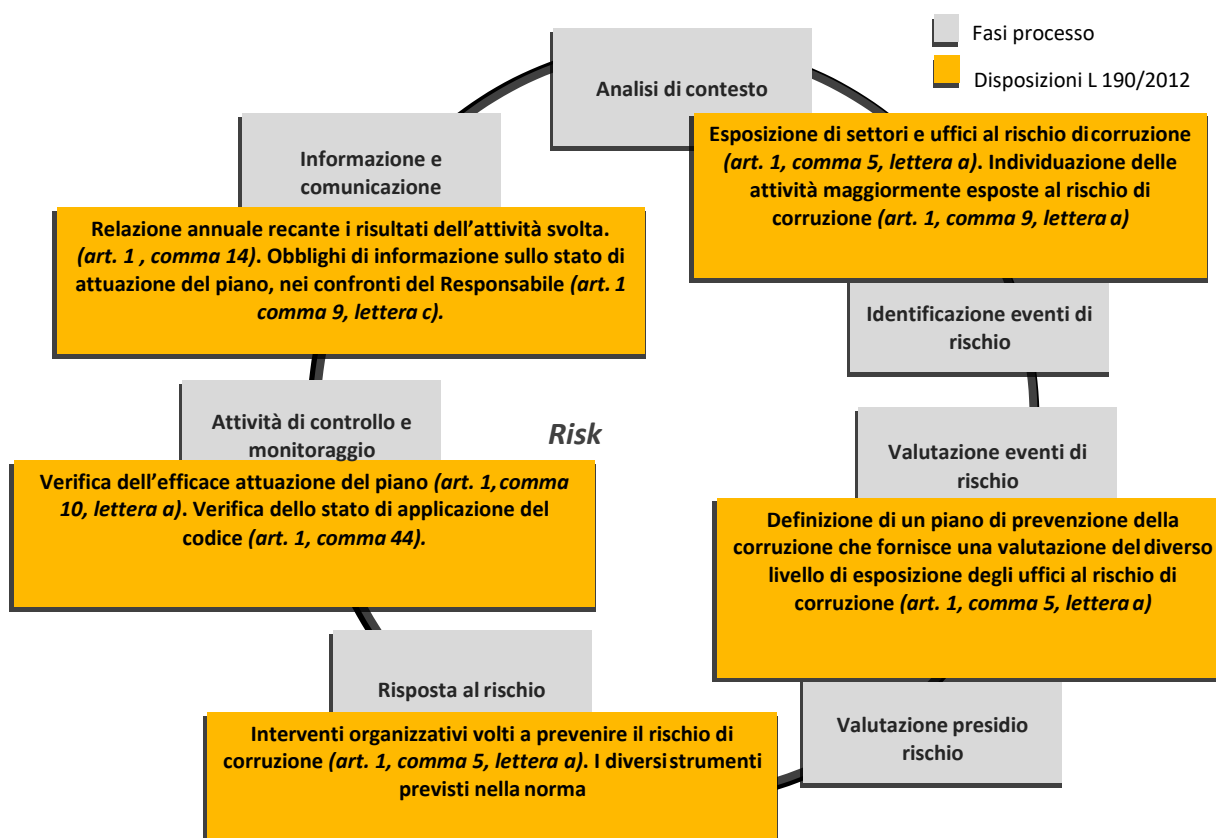 Fasi processo
Disposizioni L 190/2012
Analisi di contesto
Esposizione di settori e uffici al rischio di corruzione
(art. 1, comma 5, lettera a). Individuazione delle
attività maggiormente esposte al rischio di
corruzione (art. 1, comma 9, lettera a)
Identificazione eventi di
rischio
Valutazione eventi di
rischio
Definizione di un piano di prevenzione della
corruzione che fornisce una valutazione del diverso
livello di esposizione degli uffici al rischio di
corruzione (art. 1, comma 5, lettera a)
Valutazione presidio
rischio
Risposta al rischio
Interventi organizzativi volti a prevenire il rischio di
corruzione (art. 1, comma 5, lettera a). I diversi strumenti
previsti nella norma
Attività di controllo e
monitoraggio
Verifica dell’efficace attuazione del piano (art. 1, comma
10, lettera a). Verifica dello stato di applicazione del
codice (art. 1, comma 44).
Informazione e
comunicazione
Relazione annuale recante i risultati dell’attività svolta.
(art. 1 , comma 14). Obblighi di informazione sullo stato di
attuazione del piano, nei confronti del Responsabile (art. 1
comma 9, lettera c).
Risk